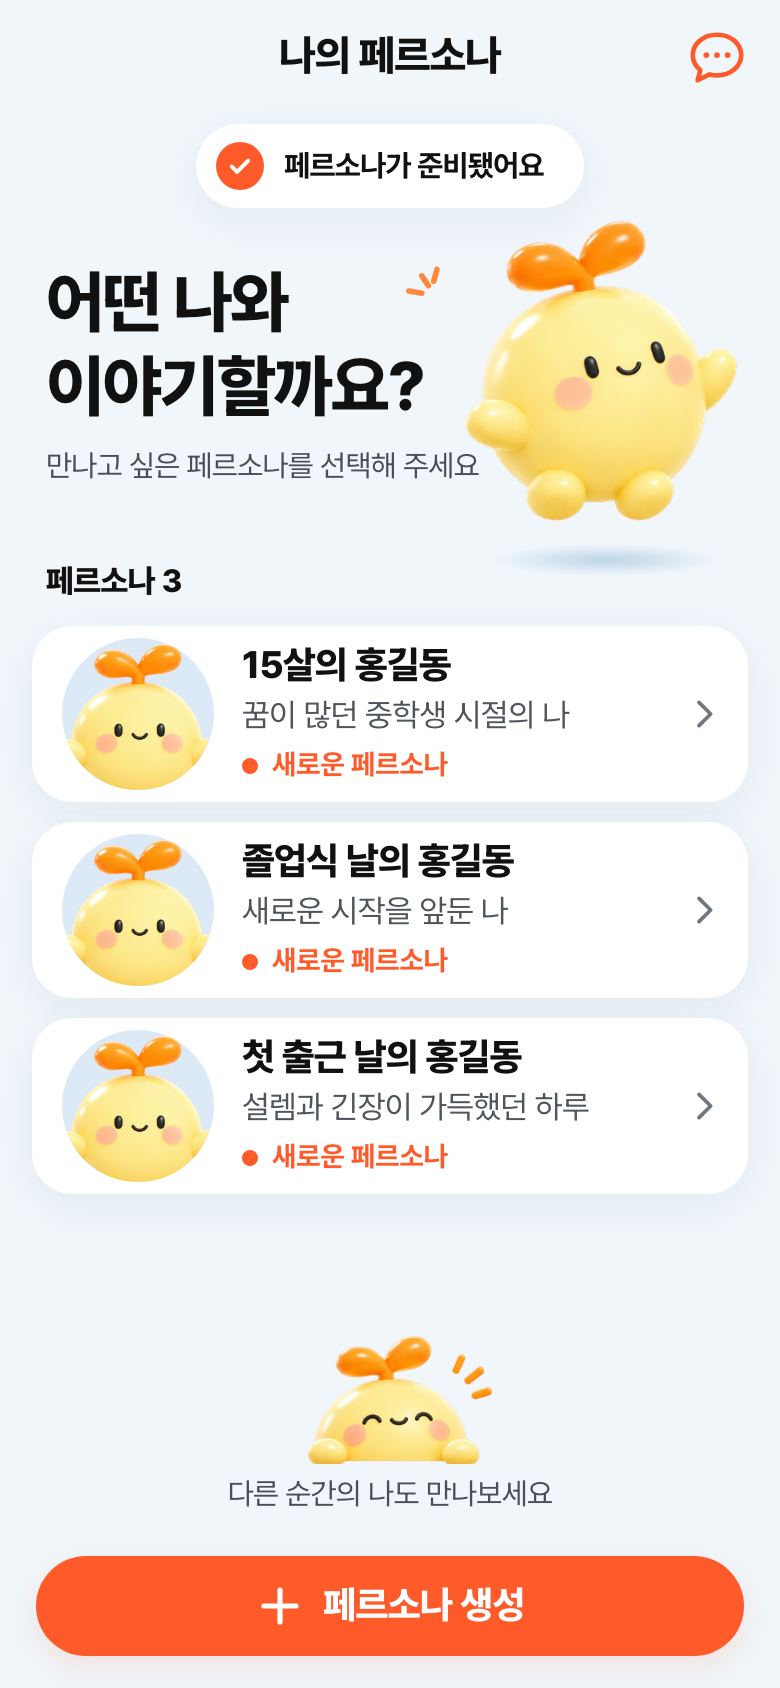 나의 페르소나
페르소나가 준비됐어요
어떤 나와
이야기할까요?
만나고 싶은 페르소나를 선택해 주세요
페르소나 3
15살의 홍길동
꿈이 많던 중학생 시절의 나
새로운 페르소나
졸업식 날의 홍길동
새로운 시작을 앞둔 나
새로운 페르소나
첫 출근 날의 홍길동
설렘과 긴장이 가득했던 하루
새로운 페르소나
다른 순간의 나도 만나보세요
페르소나 생성